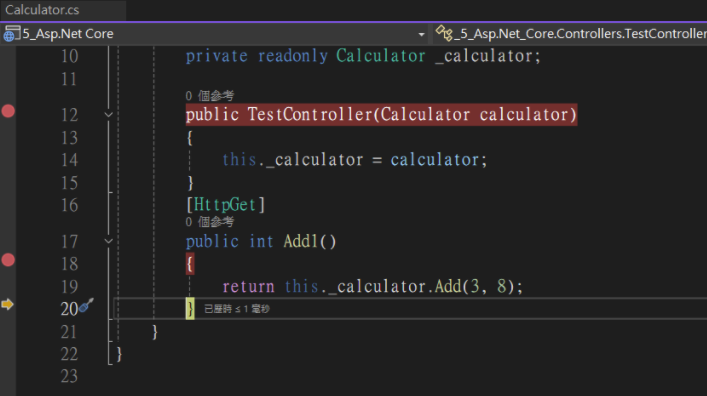 Calculator.cs
5_Asp.Net Core
_5_Asp.Net_Core.Controllers.TestController
10 private readonly Calculator _calculator;
11
0 個參考
12 public TestController(Calculator calculator)
13 {
14 this._calculator = calculator;
15 }
16 [HttpGet]
0 個參考
17 public int Add1()
18 {
19 return this._calculator.Add(3, 8);
20 } 已歷時 ≤ 1 毫秒
21 }
22 }
23